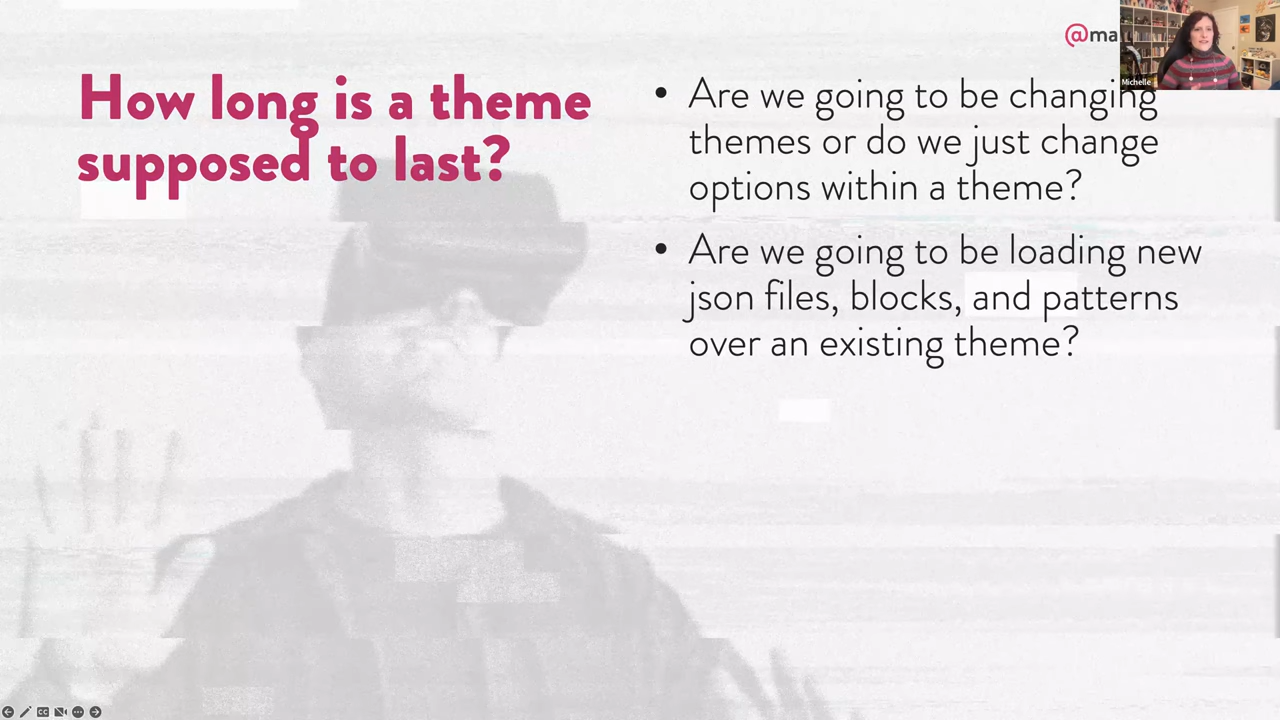 @ma
Michelle
How long is a theme
supposed to last?
• Are we going to be changing
themes or do we just change
options within a theme?
• Are we going to be loading new
json files, blocks, and patterns
over an existing theme?